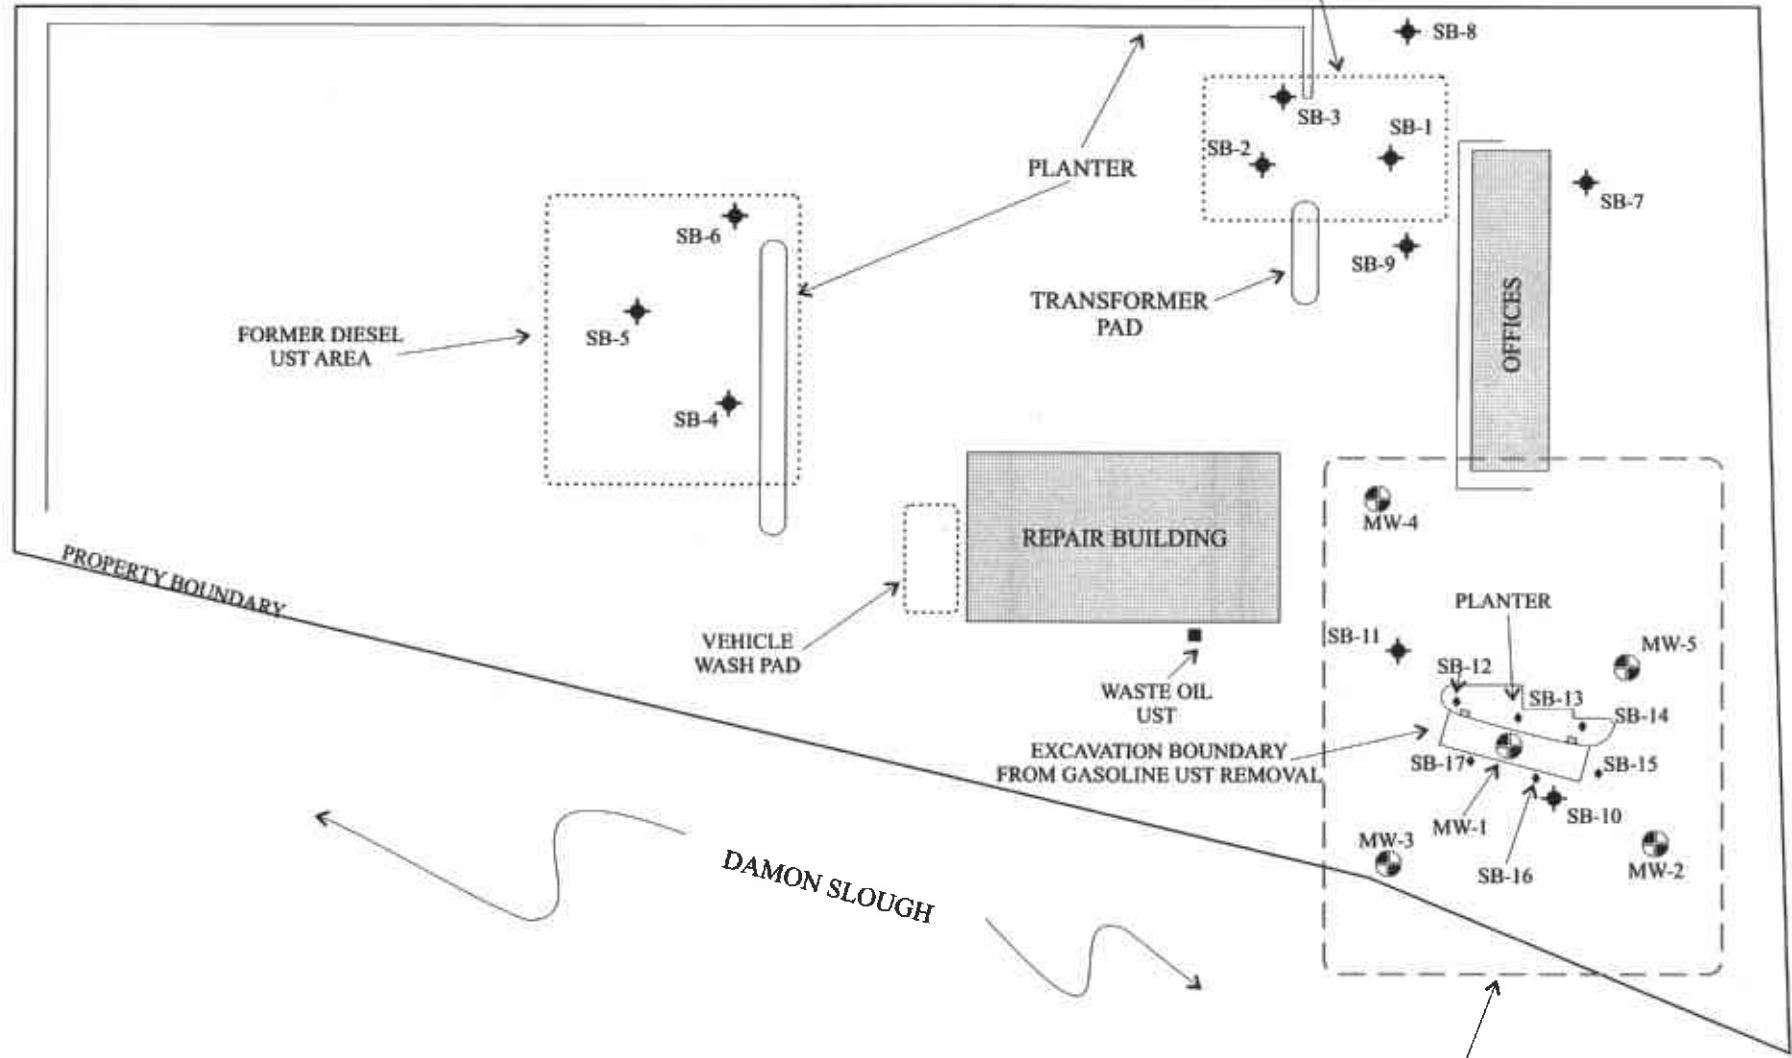 SB-8
SB-3
SB-1
SB-2
PLANTER
SB-7
SB-6
SB-9
TRANSFORMER
PAD
OFFICES
FORMER DIESEL
UST AREA
SB-5
SB-4
MW-4
REPAIR BUILDING
PROPERTY BOUNDARY
PLANTER
VEHICLE
WASH PAD
SB-11
MW-5
SB-12
WASTE OIL
UST
SB-13
SB-14
EXCAVATION BOUNDARY
FROM GASOLINE UST REMOVAL
SB-17
SB-15
SB-10
MW-1
MW-3
SB-16
MW-2
DAMON SLOUGH